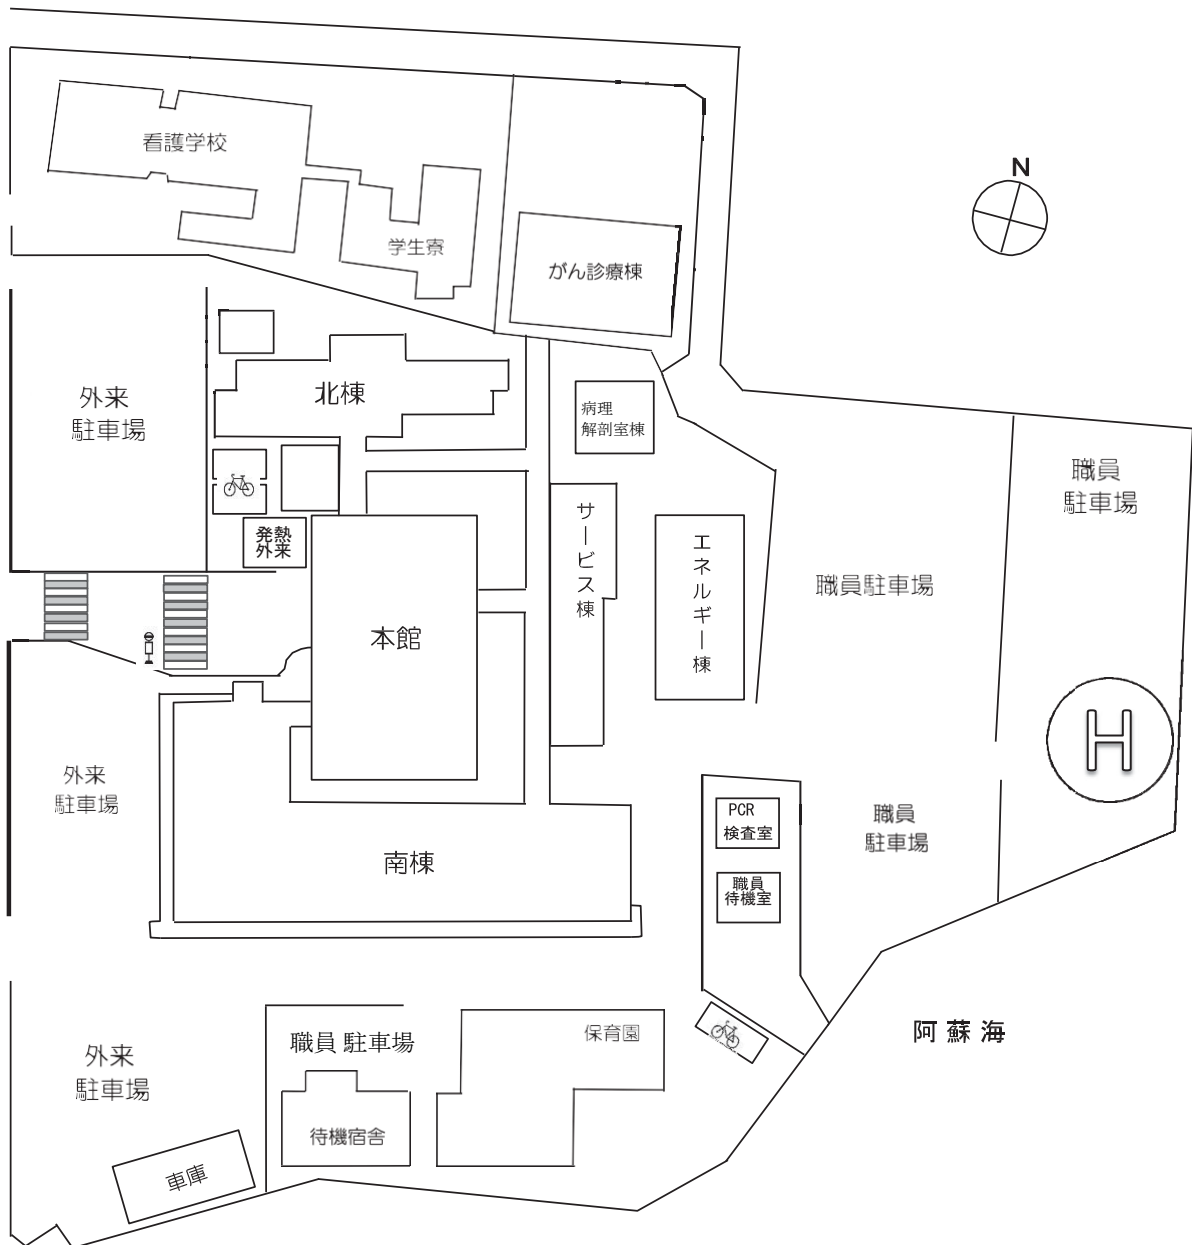 看護学校
N
学生寮
がん診療棟
外来
駐車場
北棟
病理
解剖室棟
職員
駐車場
発熱
外来
サービス棟
エネルギー棟
職員駐車場
本館
H
外来
駐車場
PCR
検査室
職員
駐車場
南棟
職員
待機室
外来
駐車場
職員 駐車場
保育園
阿蘇海
待機宿舎
車庫